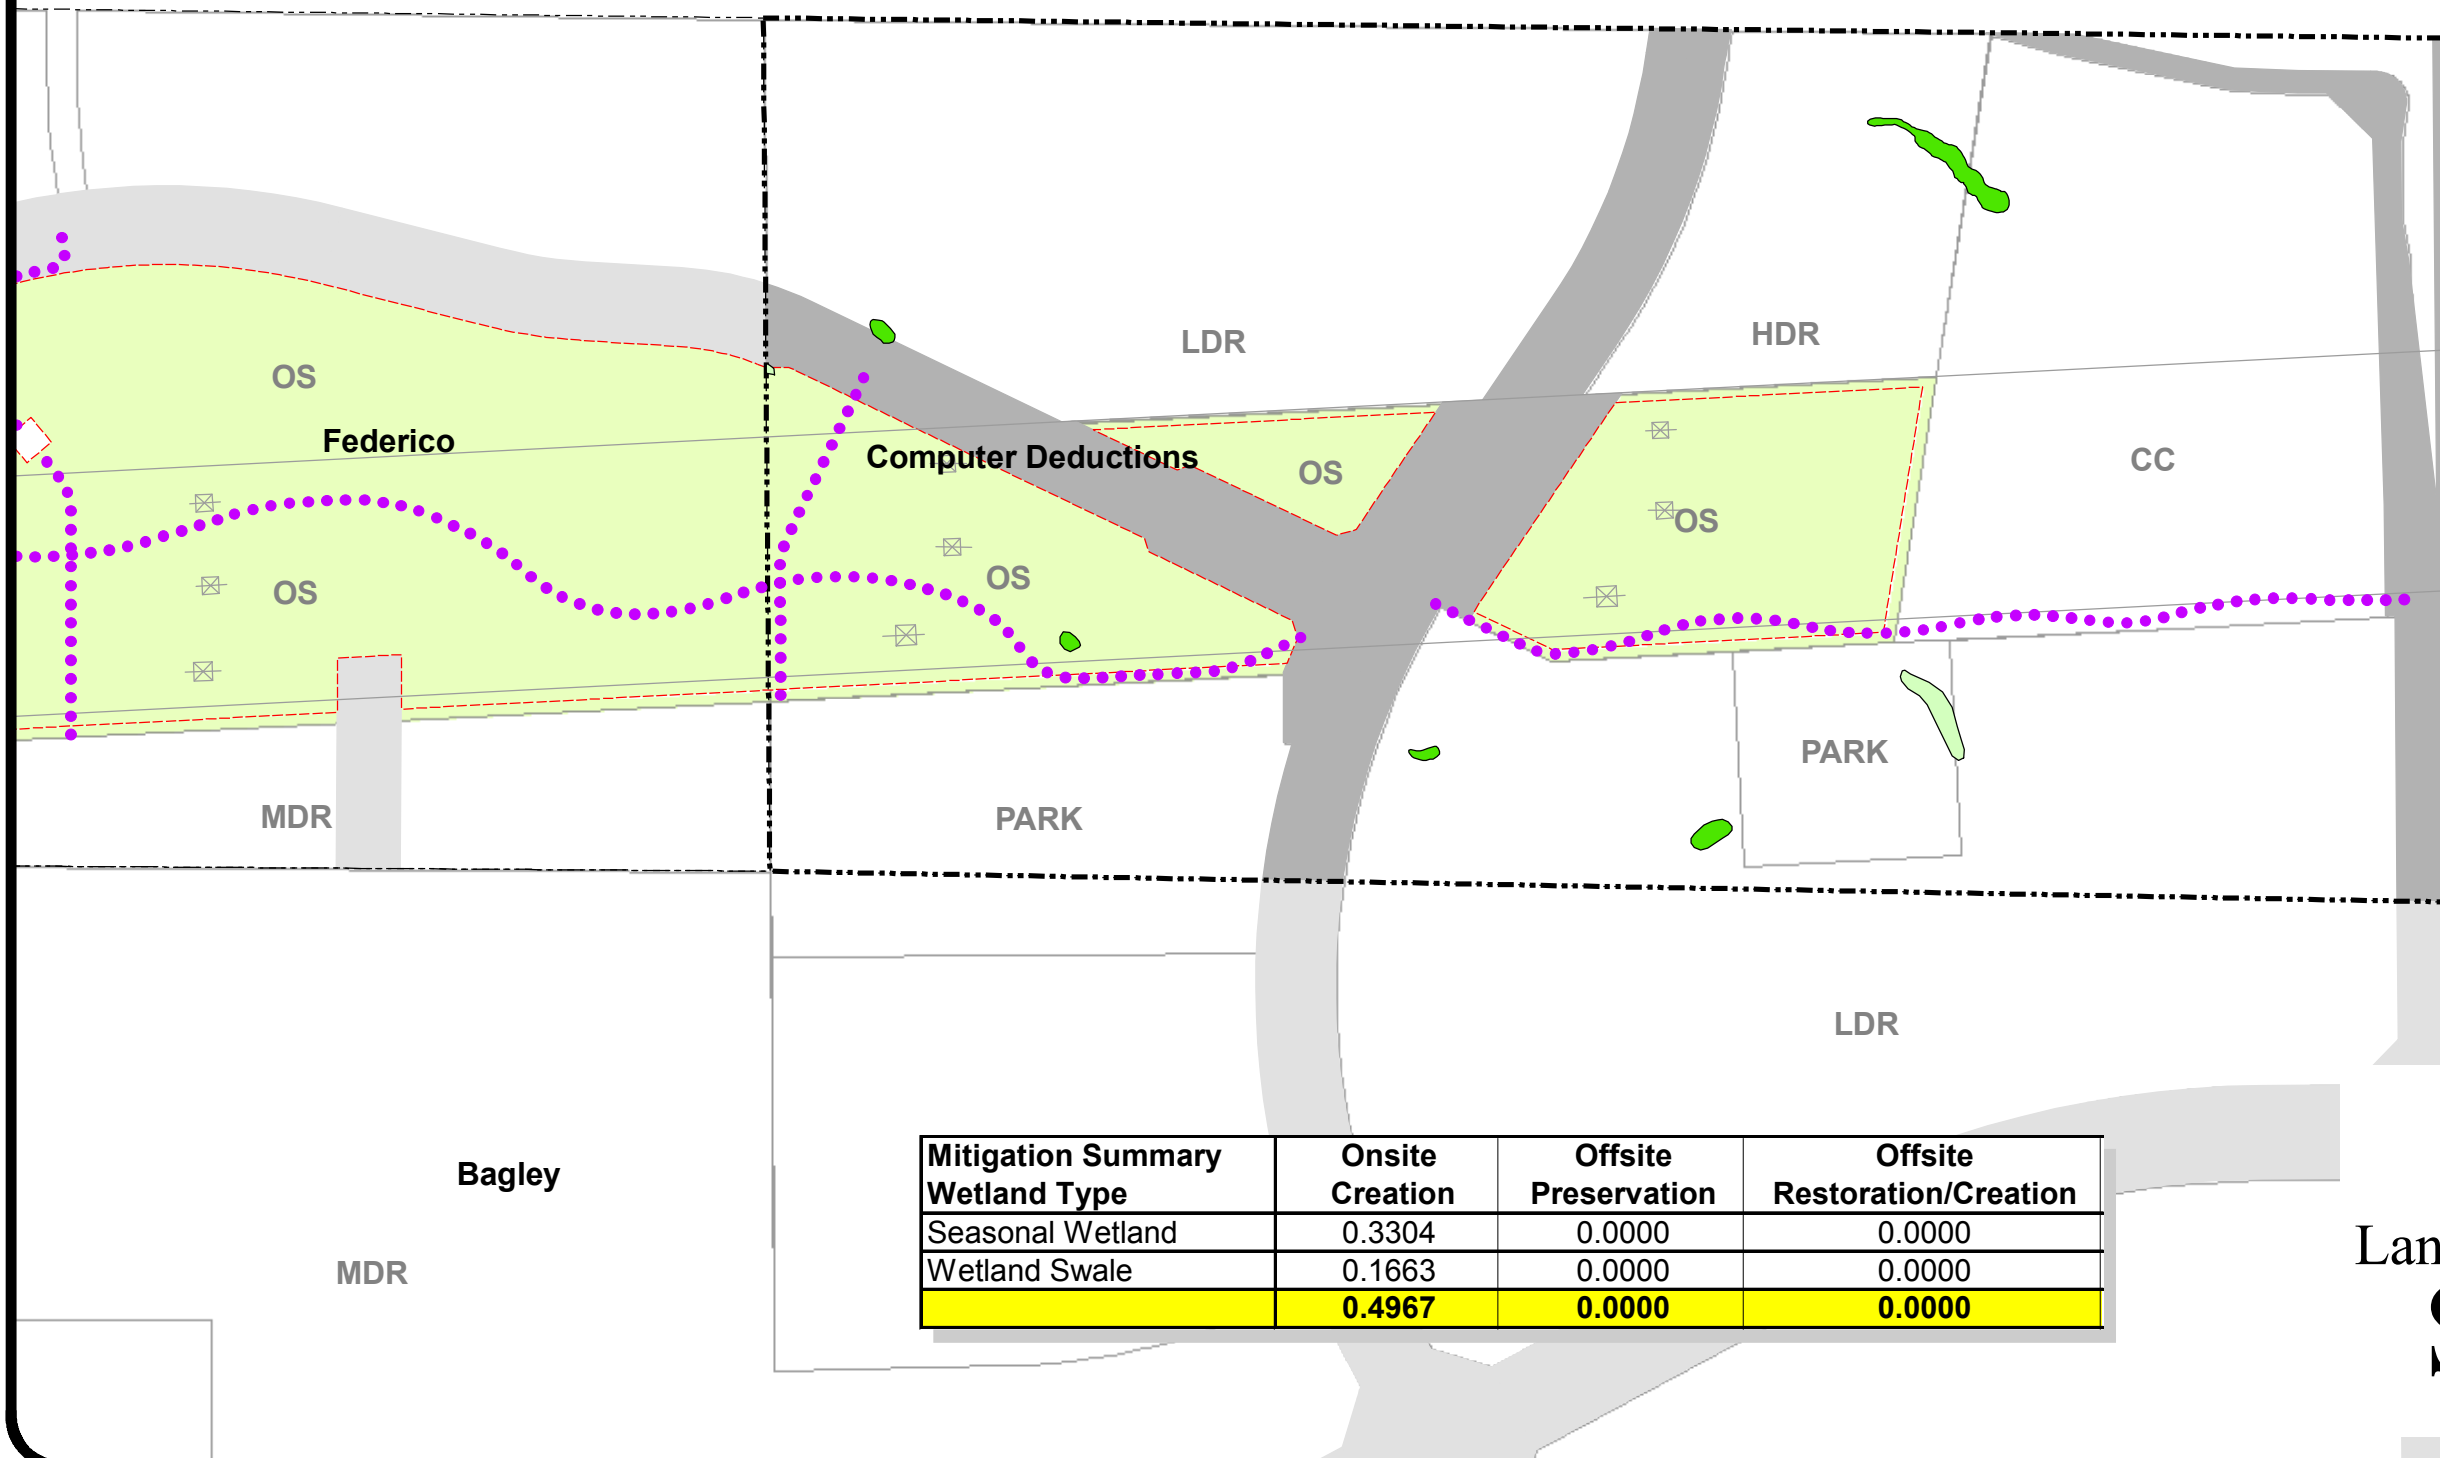 LDR
HDR
OS
Federico
Computer Deductions
OS
CC
OS
OS
OS
MDR
PARK
PARK
LDR
Bagley
MDR
Mitigation Summary Onsite Offsite Offsite
Wetland Type Creation Preservation Restoration/Creation
Seasonal Wetland 0.3304 0.0000 0.0000
Wetland Swale 0.1663 0.0000 0.0000
0.4967 0.0000 0.0000
Lan